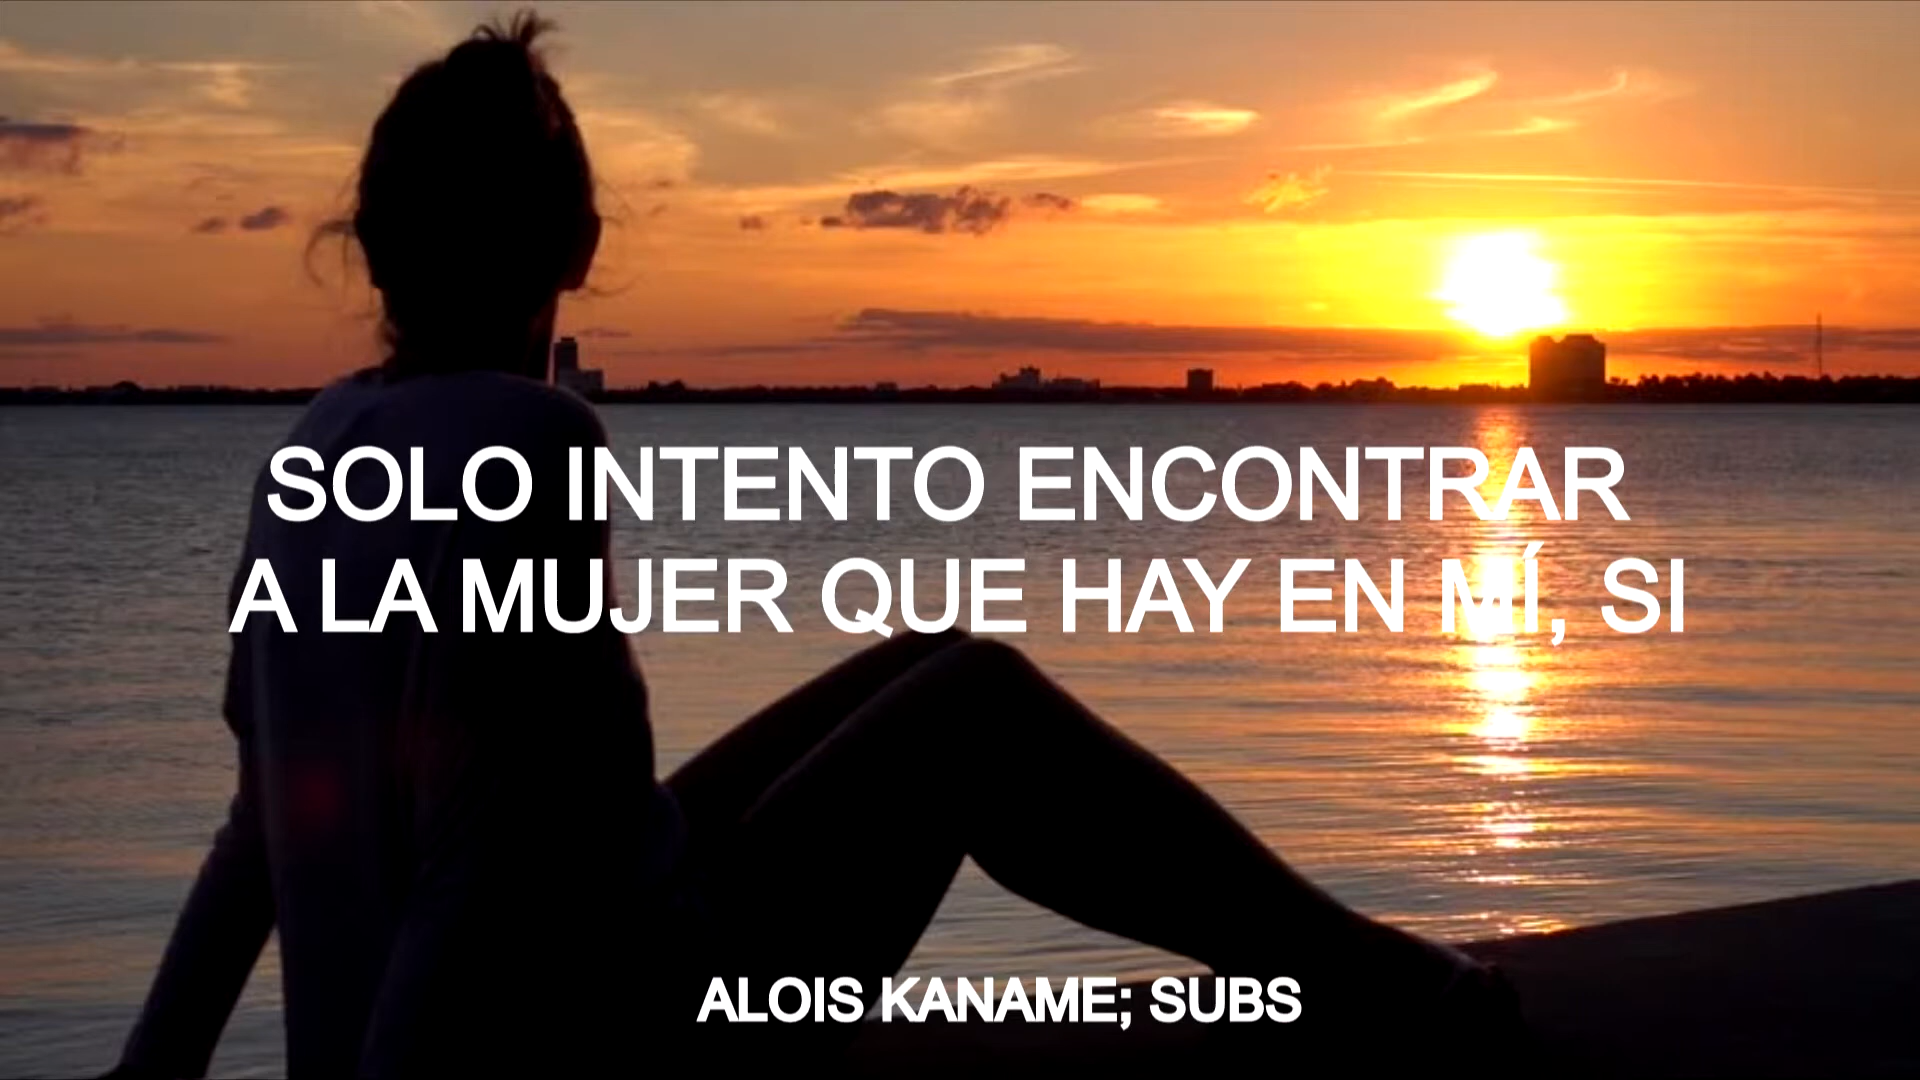 SOLO INTENTO ENCONTRAR
A LA MUJER QUE HAY EN MÍ, SI
ALOIS KANAME; SUBS